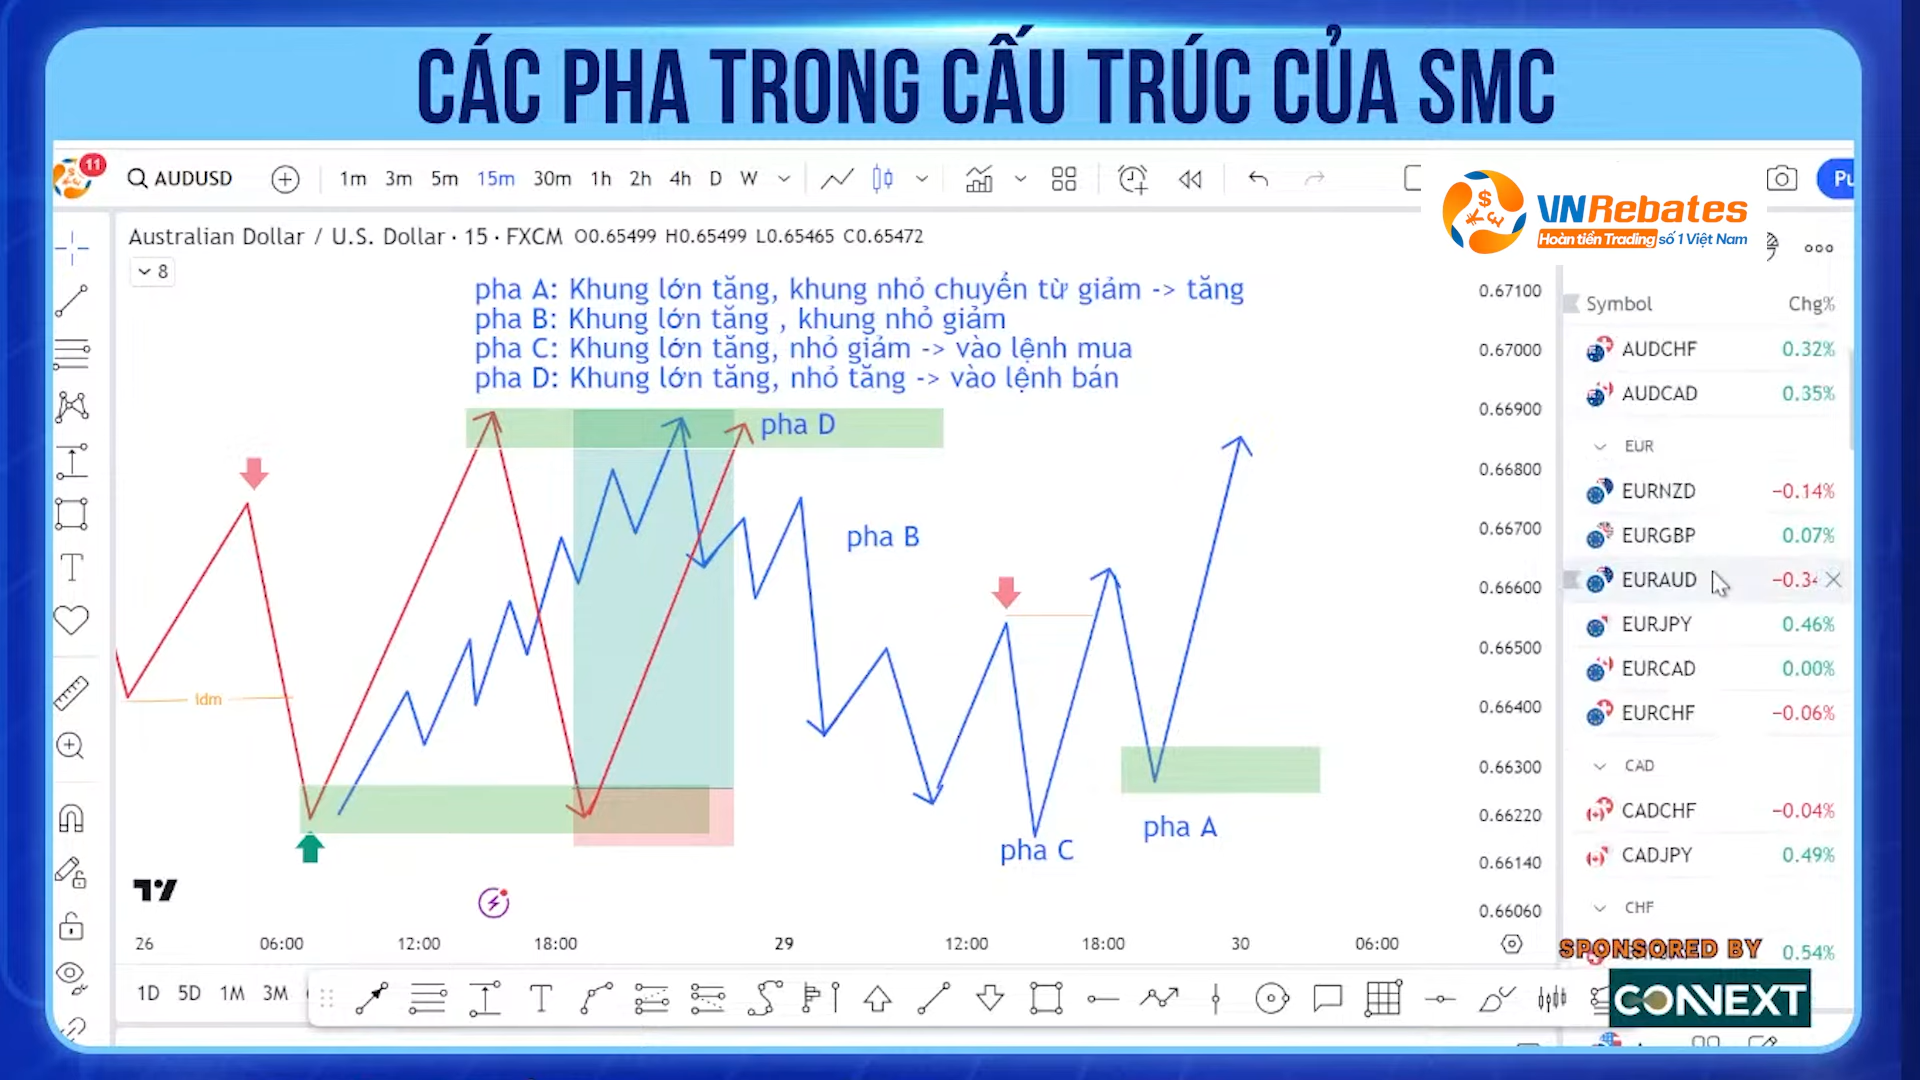 CÁC PHA TRONG CẤU TRÚC CỦA SMC
11
AUDUSD
1m 3m 5m 15m 30m 1h 2h 4h D W
VNRebates
Hoàn tiền Trading số 1 Việt Nam
Australian Dollar / U.S. Dollar · 15 · FXCM O0.65499 H0.65499 L0.65465 C0.65472
8
pha A: Khung lớn tăng, khung nhỏ chuyển từ giảm -> tăng
pha B: Khung lớn tăng , khung nhỏ giảm
pha C: Khung lớn tăng, nhỏ giảm -> vào lệnh mua
pha D: Khung lớn tăng, nhỏ tăng -> vào lệnh bán
pha D
pha B
Idm
pha A
pha C
0.67100
0.67000
0.66900
0.66800
0.66700
0.66600
0.66500
0.66400
0.66300
0.66220
0.66140
0.66060
Symbol Chg%
AUDCHF 0.32%
AUDCAD 0.35%
EUR
EURNZD −0.14%
EURGBP 0.07%
EURAUD −0.34
EURJPY 0.46%
EURCAD 0.00%
EURCHF −0.06%
CAD
CADCHF −0.04%
CADJPY 0.49%
CHF
0.54%
26 06:00 12:00 18:00 29 12:00 18:00 30 06:00
SPONSORED BY
CONNEXT
1D 5D 1M 3M